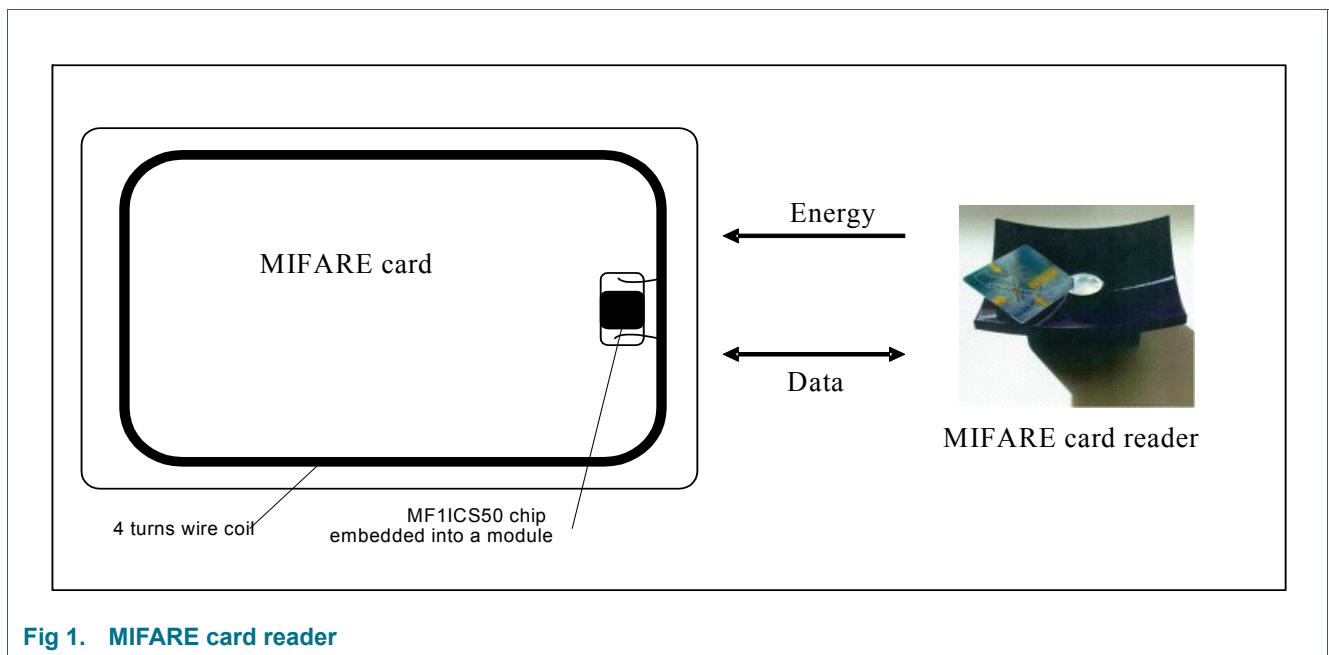 MIFARE card
Energy
Data
MIFARE card reader
4 turns wire coil
MF1ICS50 chip
embedded into a module
Fig 1. MIFARE card reader